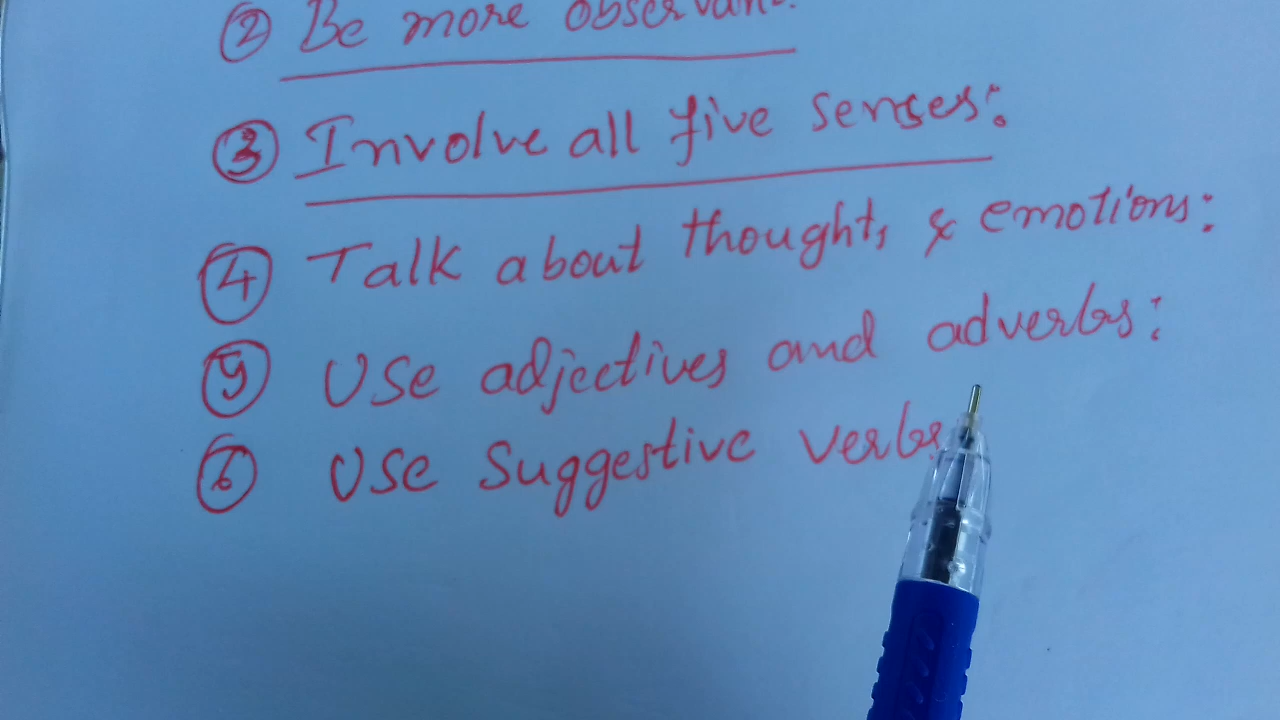 ② Be more observant.
③ Involve all five senses:
④ Talk about thoughts & emotions:
⑤ Use adjectives and adverbs:
⑥ Use Suggestive verbs